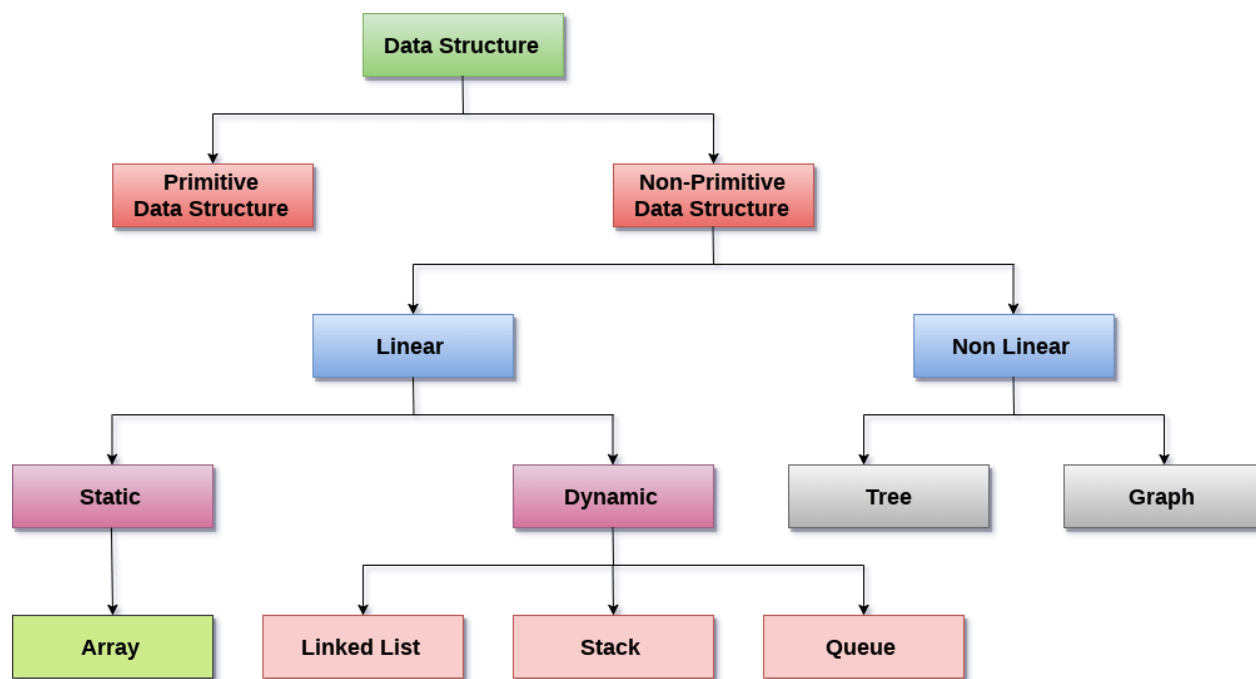 Data Structure
Primitive
Data Structure
Non-Primitive
Data Structure
Linear
Non Linear
Static
Dynamic
Tree
Graph
Array
Linked List
Stack
Queue